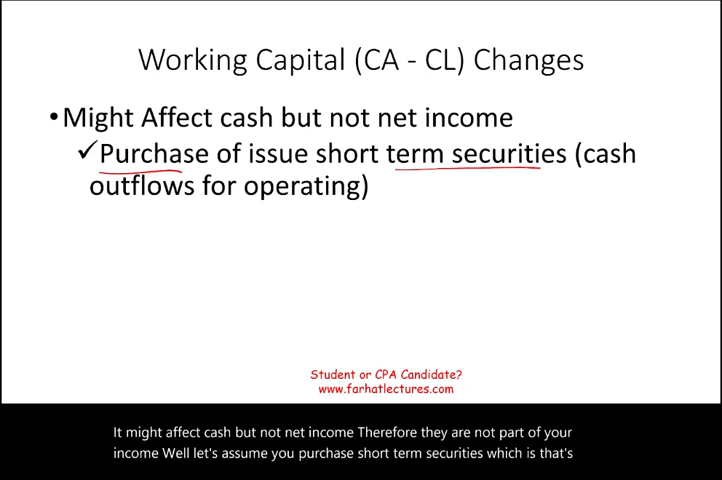 Working Capital (CA - CL) Changes
•Might Affect cash but not net income
✓Purchase of issue short term securities (cash
outflows for operating)
Student or CPA Candidate?
www.farhatlectures.com
It might affect cash but not net income Therefore they are not part of your
income Well let's assume you purchase short term securities which is that's